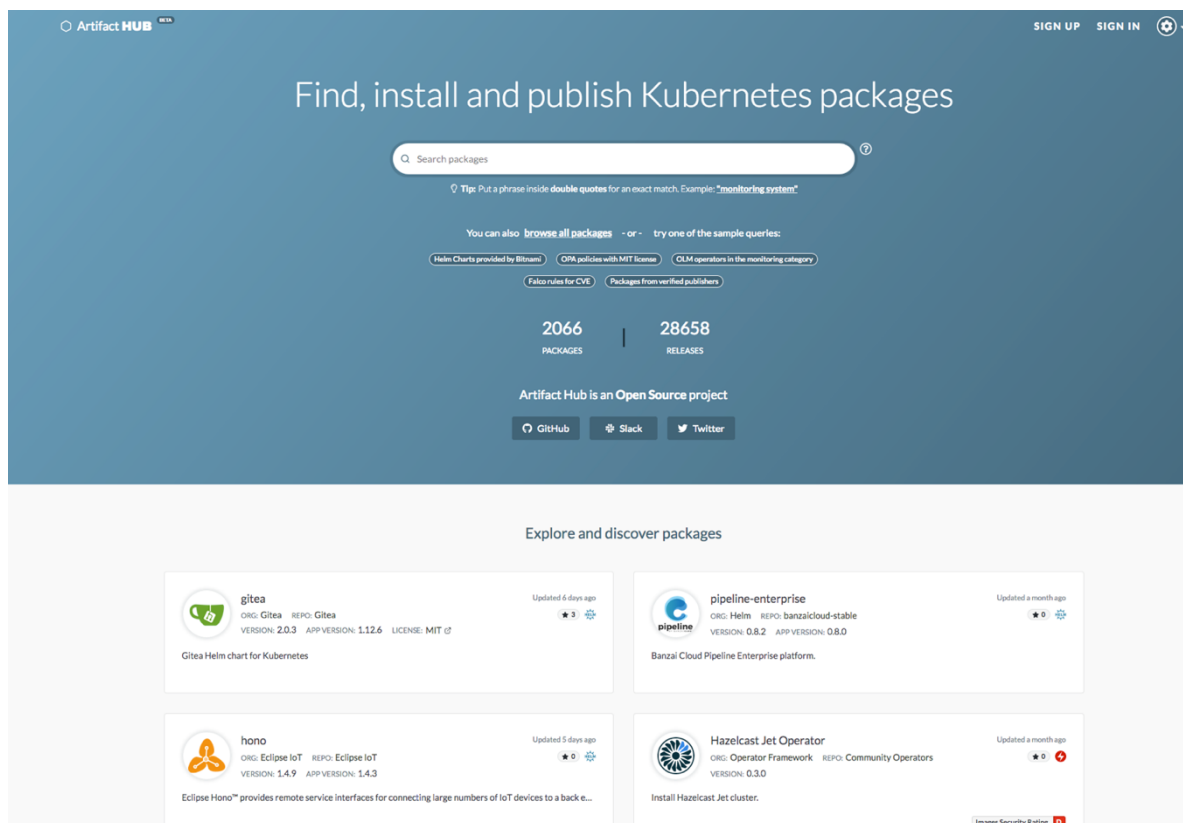 Artifact HUB BETA
SIGN UP SIGN IN
Find, install and publish Kubernetes packages
Search packages
Tip: Put a phrase inside double quotes for an exact match. Example: "monitoring system"
You can also browse all packages - or - try one of the sample queries:
Helm Charts provided by Bitnami OPA policies with MIT license OLM operators in the monitoring category
Falco rules for CVE Packages from verified publishers
2066 28658
PACKAGES RELEASES
Artifact Hub is an Open Source project
GitHub Slack Twitter
Explore and discover packages
gitea Updated 6 days ago
ORG: Gitea REPO: Gitea 3
VERSION: 2.0.3 APP VERSION: 1.12.6 LICENSE: MIT
Gitea Helm chart for Kubernetes
pipeline-enterprise Updated a month ago
pipeline
ORG: Helm REPO: banzaicloud-stable 0
VERSION: 0.8.2 APP VERSION: 0.8.0
Banzai Cloud Pipeline Enterprise platform.
hono Updated 5 days ago
ORG: Eclipse IoT REPO: Eclipse IoT 0
VERSION: 1.4.9 APP VERSION: 1.4.3
Eclipse Hono™ provides remote service interfaces for connecting large numbers of IoT devices to a back e...
Hazelcast Jet Operator Updated a month ago
ORG: Operator Framework REPO: Community Operators 0
VERSION: 0.3.0
Install Hazelcast Jet cluster.
Images Security Rating